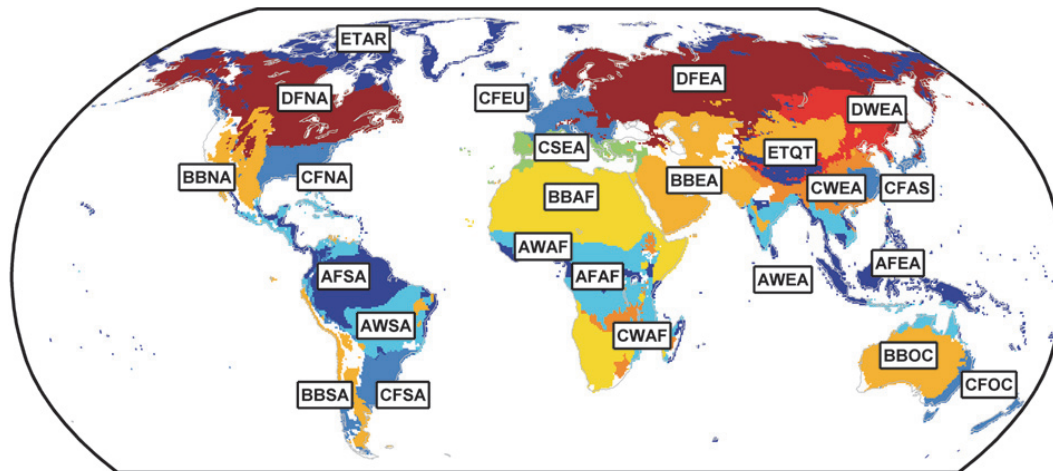 ETAR
DFNA
CFEU
DFEA
DWEA
CSEA
ETQT
BBNA
CFNA
BBAF
BBEA
CWEA
CFAS
AWAF
AFSA
AFAF
AWEA
AFEA
AWSA
CWAF
BBOC
BBSA
CFSA
CFOC